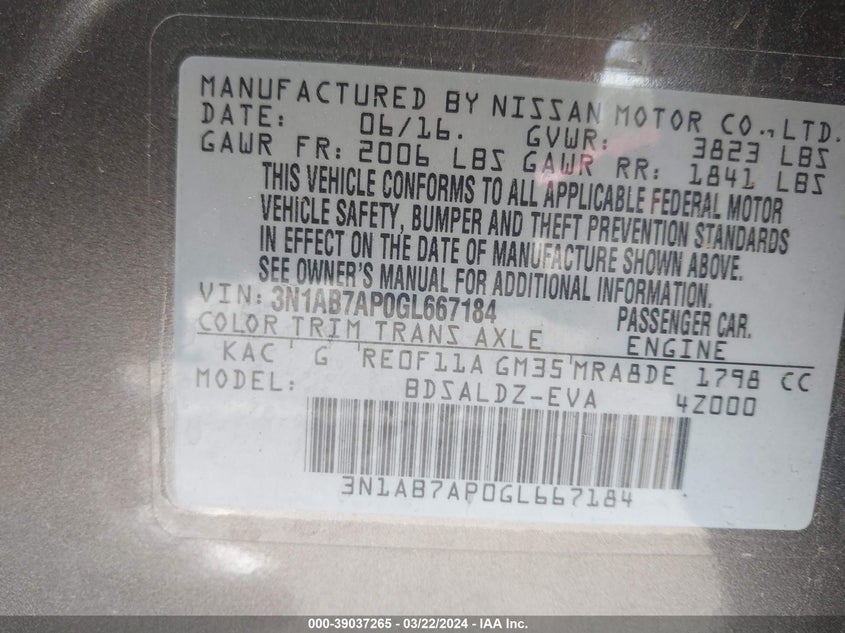 MANUFACTURED BY NISSAN MOTOR CO., LTD.
DATE: 06/16. GVWR: 3823 LBS
GAWR FR: 2006 LBS GAWR RR: 1841 LBS
THIS VEHICLE CONFORMS TO ALL APPLICABLE FEDERAL MOTOR
VEHICLE SAFETY, BUMPER AND THEFT PREVENTION STANDARDS
IN EFFECT ON THE DATE OF MANUFACTURE SHOWN ABOVE.
SEE OWNER'S MANUAL FOR ADDITIONAL INFORMATION.
VIN: 3N1AB7AP0GL667184 PASSENGER CAR.
COLOR TRIM TRANS AXLE ENGINE
KAC G RE0F11A GM35 MRA8DE 1798 CC
MODEL: BDSALDZ-EVA 4Z000
3N1AB7AP0GL667184
000-39037265 - 03/22/2024 - IAA Inc.